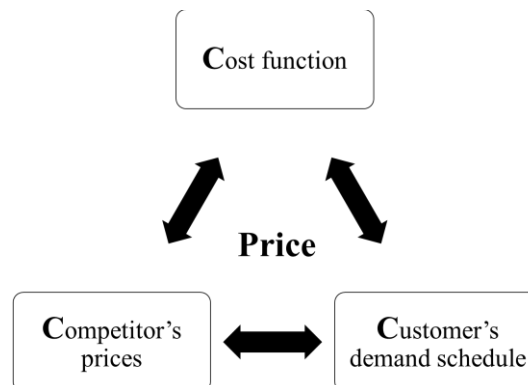 Cost function
Price
Competitor's
prices
Customer's
demand schedule